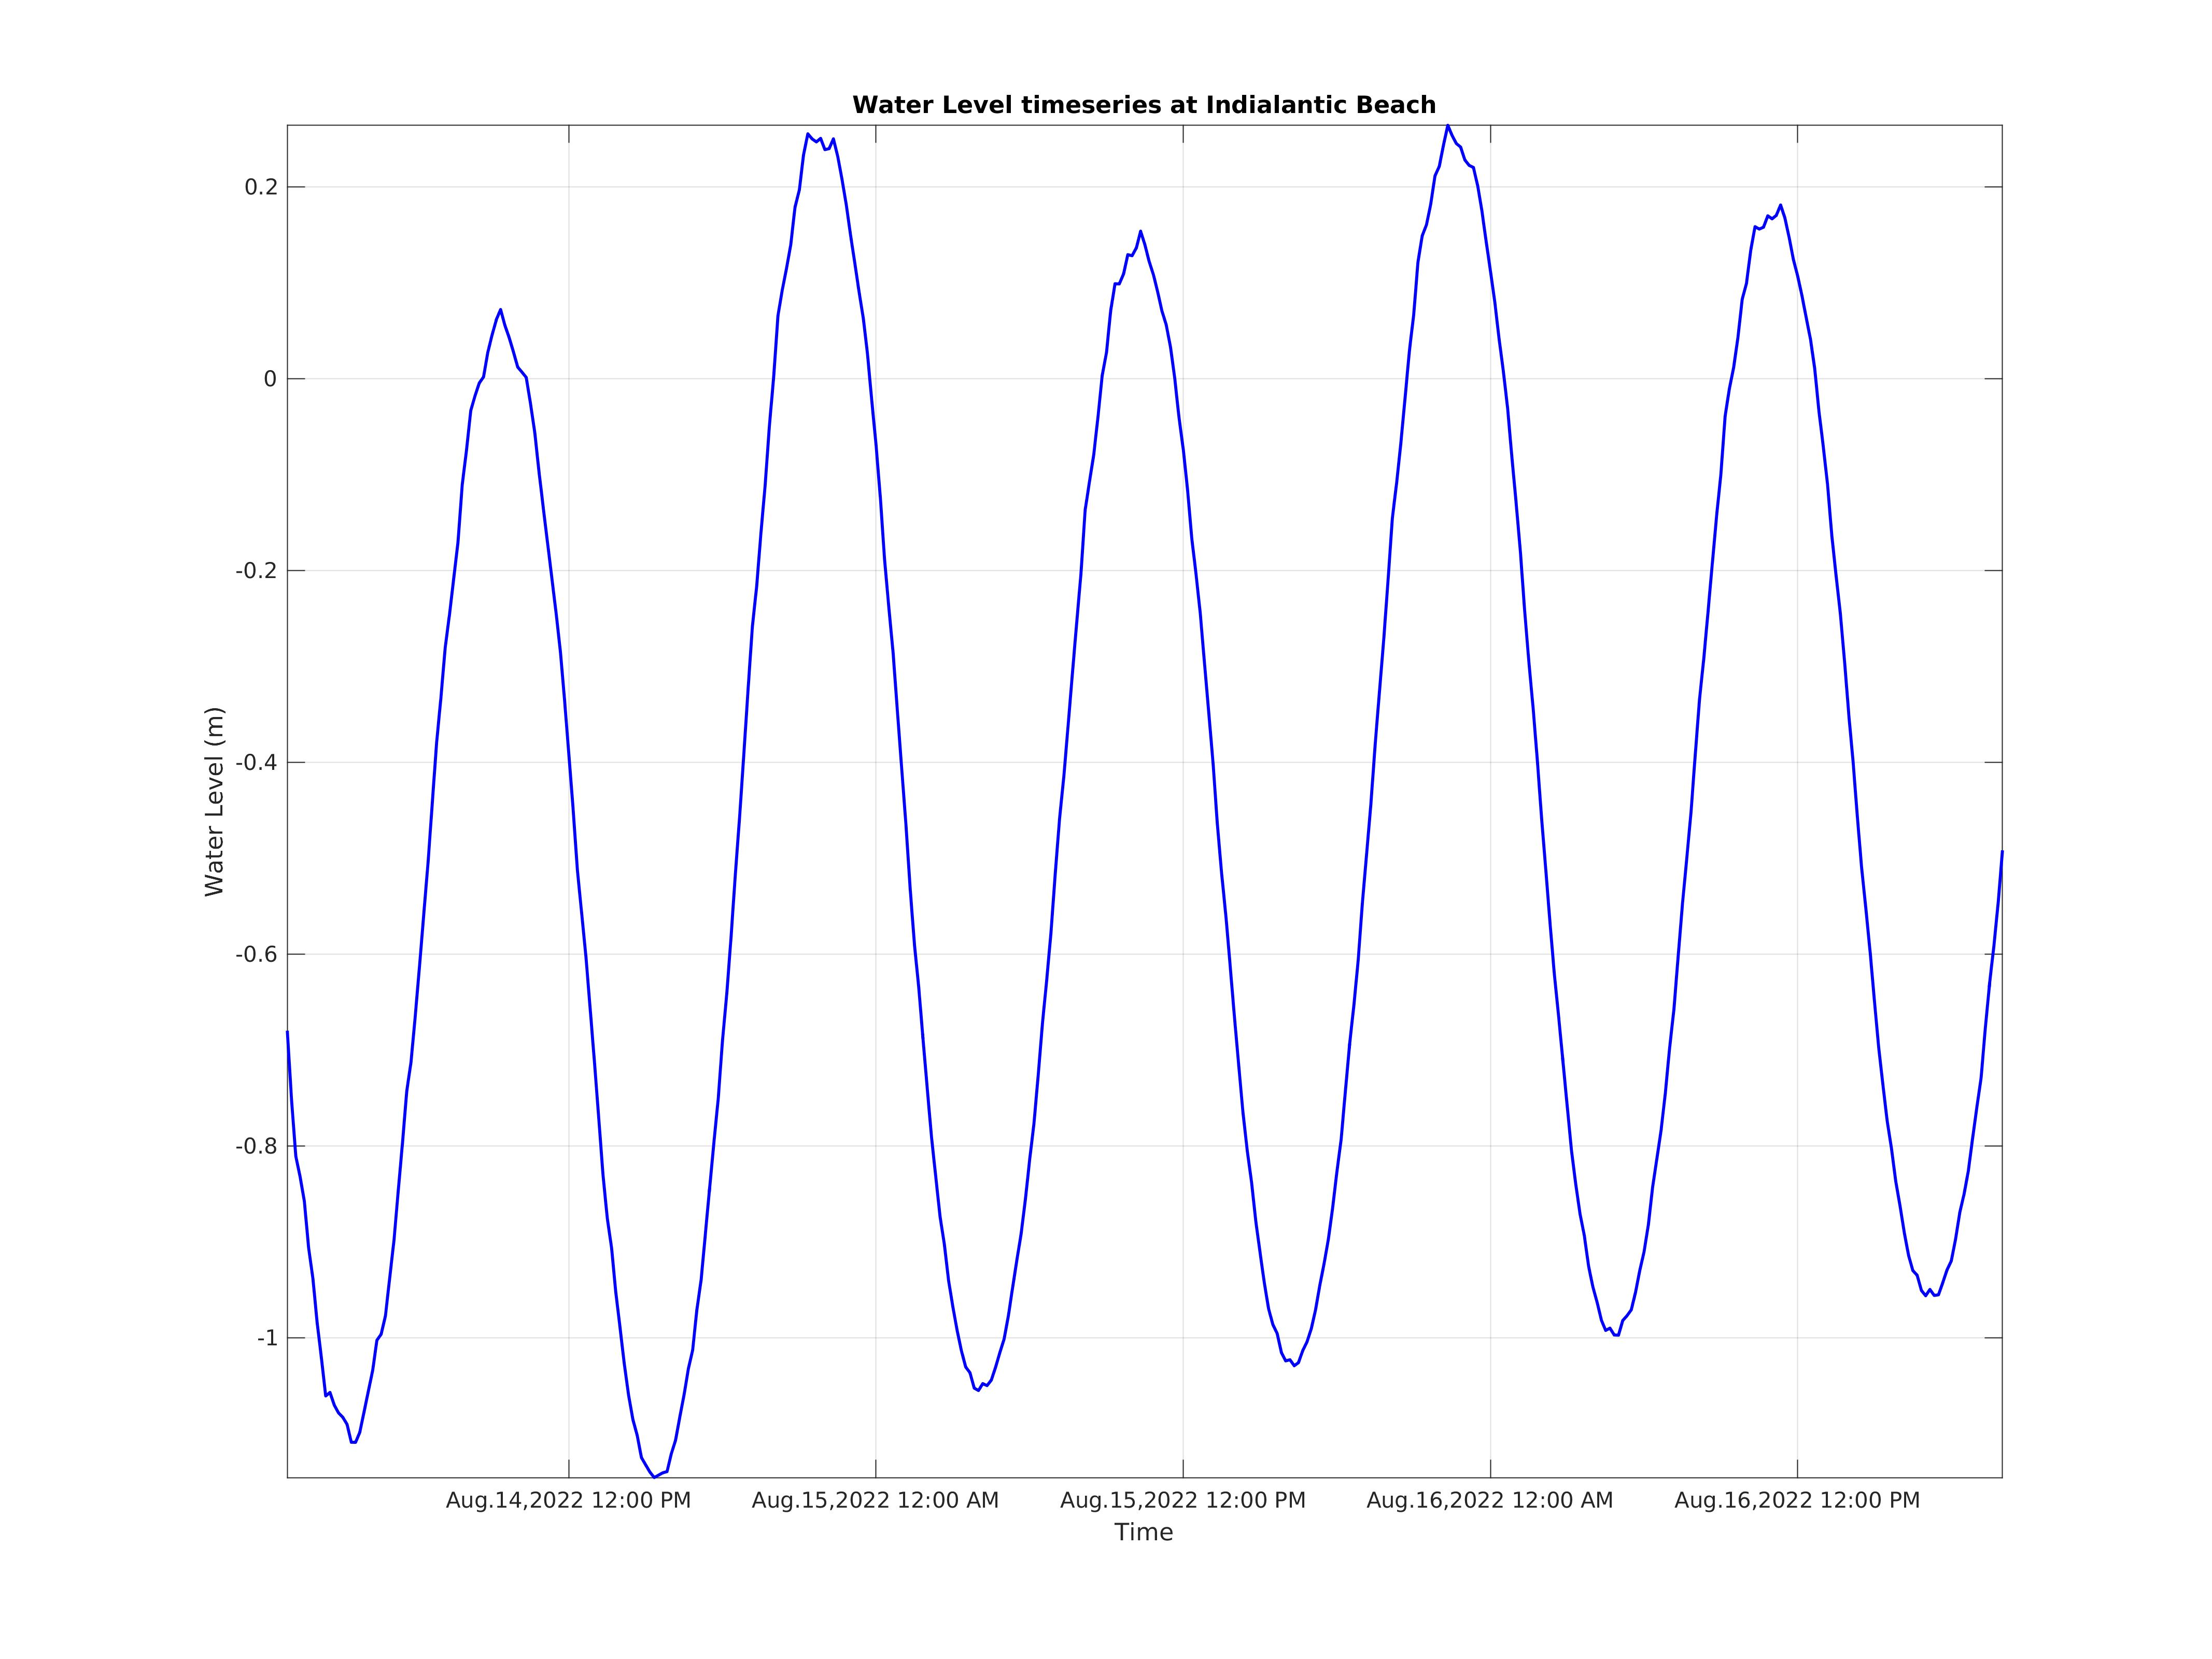 Water Level timeseries at Indialantic Beach
0.2
0
-0.2
-0.4
-0.6
-0.8
-1
Water Level (m)
Aug.14,2022 12:00 PM
Aug.15,2022 12:00 AM
Aug.15,2022 12:00 PM
Aug.16,2022 12:00 AM
Aug.16,2022 12:00 PM
Time